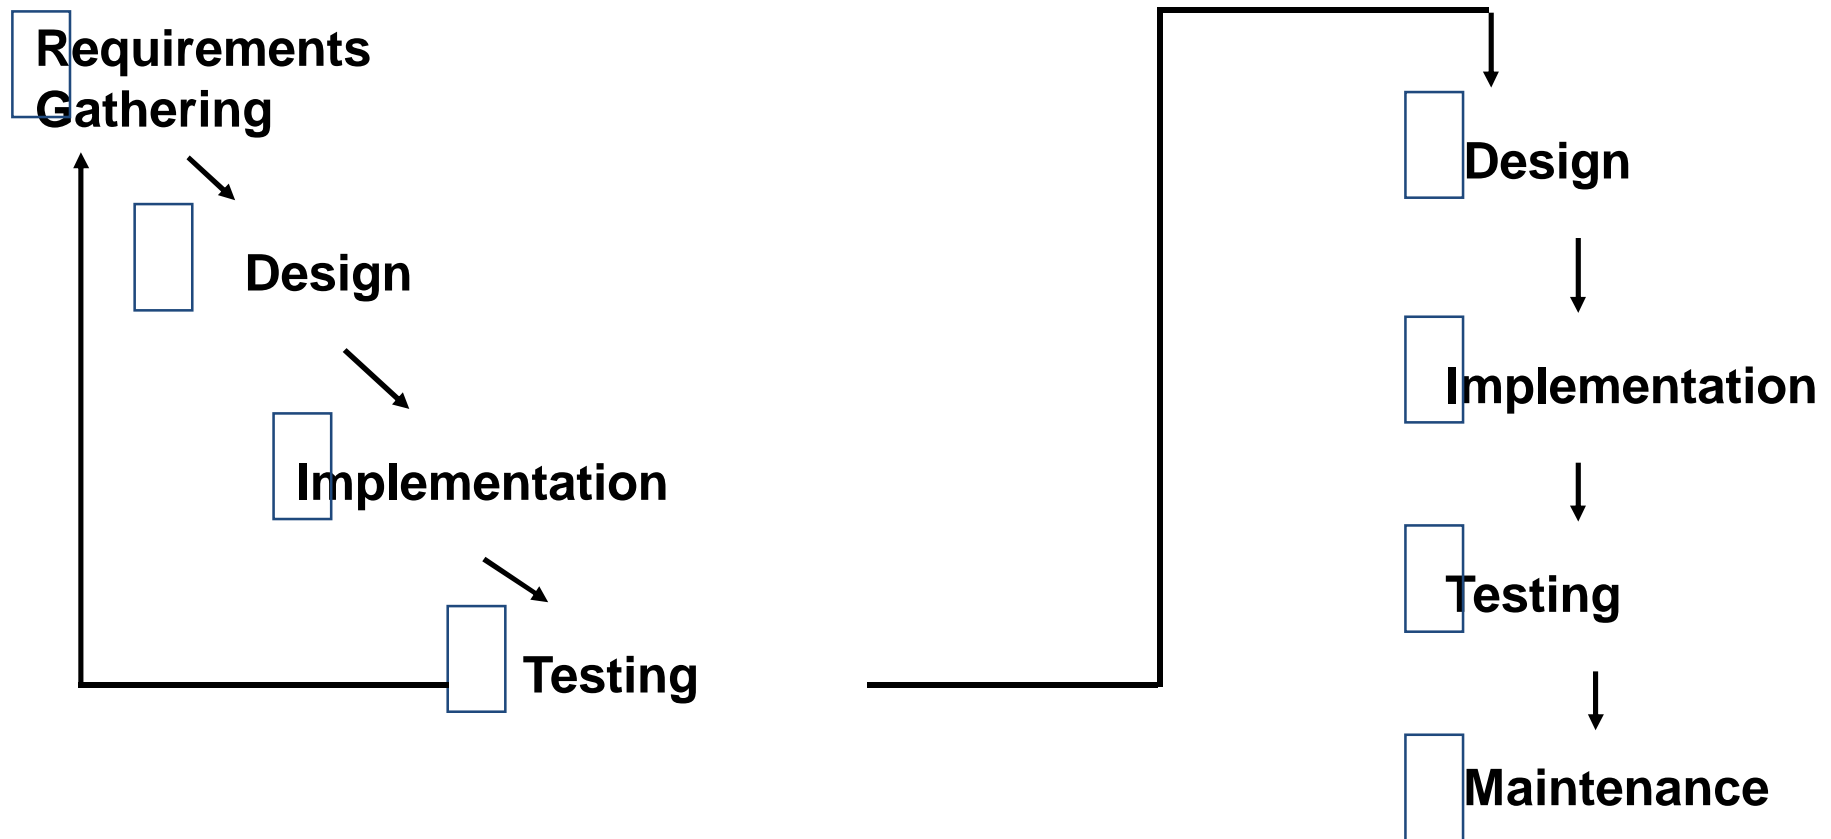 Requirements
Gathering
Design
Implementation
Testing
Design
Implementation
Testing
Maintenance